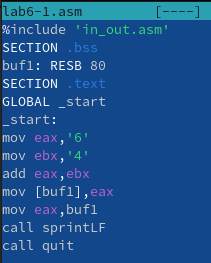 lab6-1.asm [----]
%include 'in_out.asm'
SECTION .bss
buf1: RESB 80
SECTION .text
GLOBAL _start
_start:
mov eax,'6'
mov ebx,'4'
add eax,ebx
mov [buf1],eax
mov eax,buf1
call sprintLF
call quit